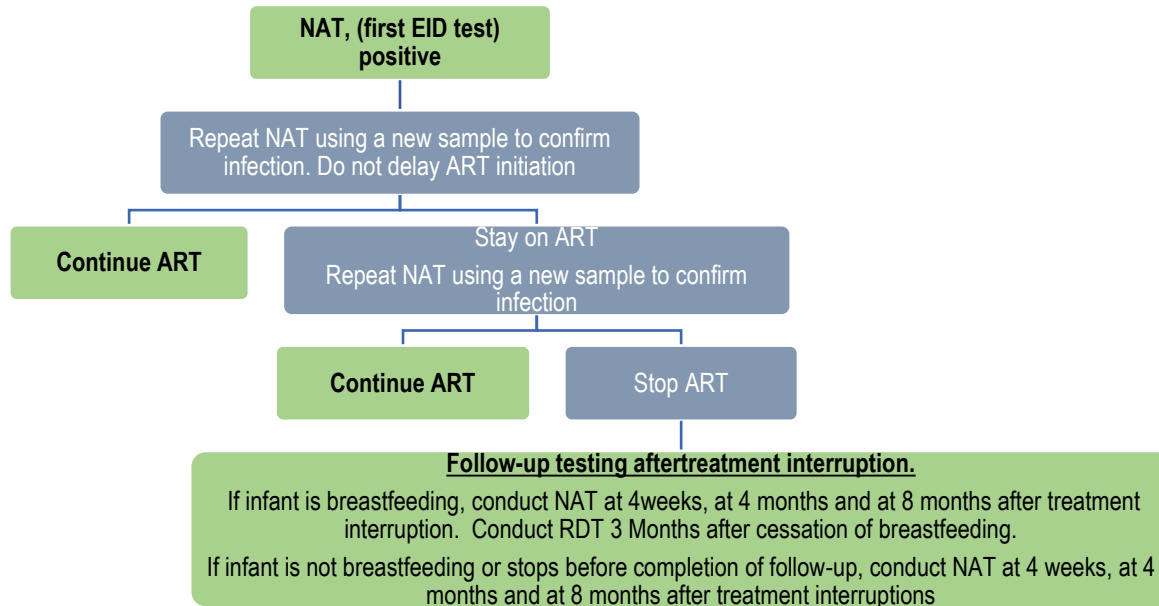 NAT, (first EID test)
positive
Repeat NAT using a new sample to confirm
infection. Do not delay ART initiation
Continue ART
Stay on ART
Repeat NAT using a new sample to confirm
infection
Continue ART
Stop ART
Follow-up testing aftertreatment interruption.
If infant is breastfeeding, conduct NAT at 4weeks, at 4 months and at 8 months after treatment
interruption. Conduct RDT 3 Months after cessation of breastfeeding.
If infant is not breastfeeding or stops before completion of follow-up, conduct NAT at 4 weeks, at 4
months and at 8 months after treatment interruptions